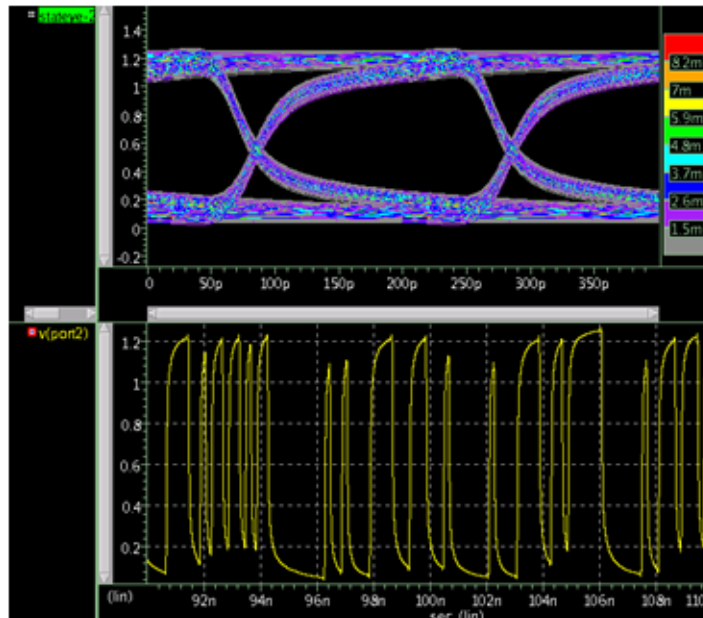 stateye-2
1.4
1.2
1
0.8
0.6
0.4
0.2
0
-0.2
0 50p 100p 150p 200p 250p 300p 350p
8.2m
7m
5.9m
4.8m
3.7m
2.6m
1.5m
v(port2)
1.2
1
0.8
0.6
0.4
0.2
(lin) 92n 94n 96n 98n 100n 102n 104n 106n 108n 110
sec (lin)